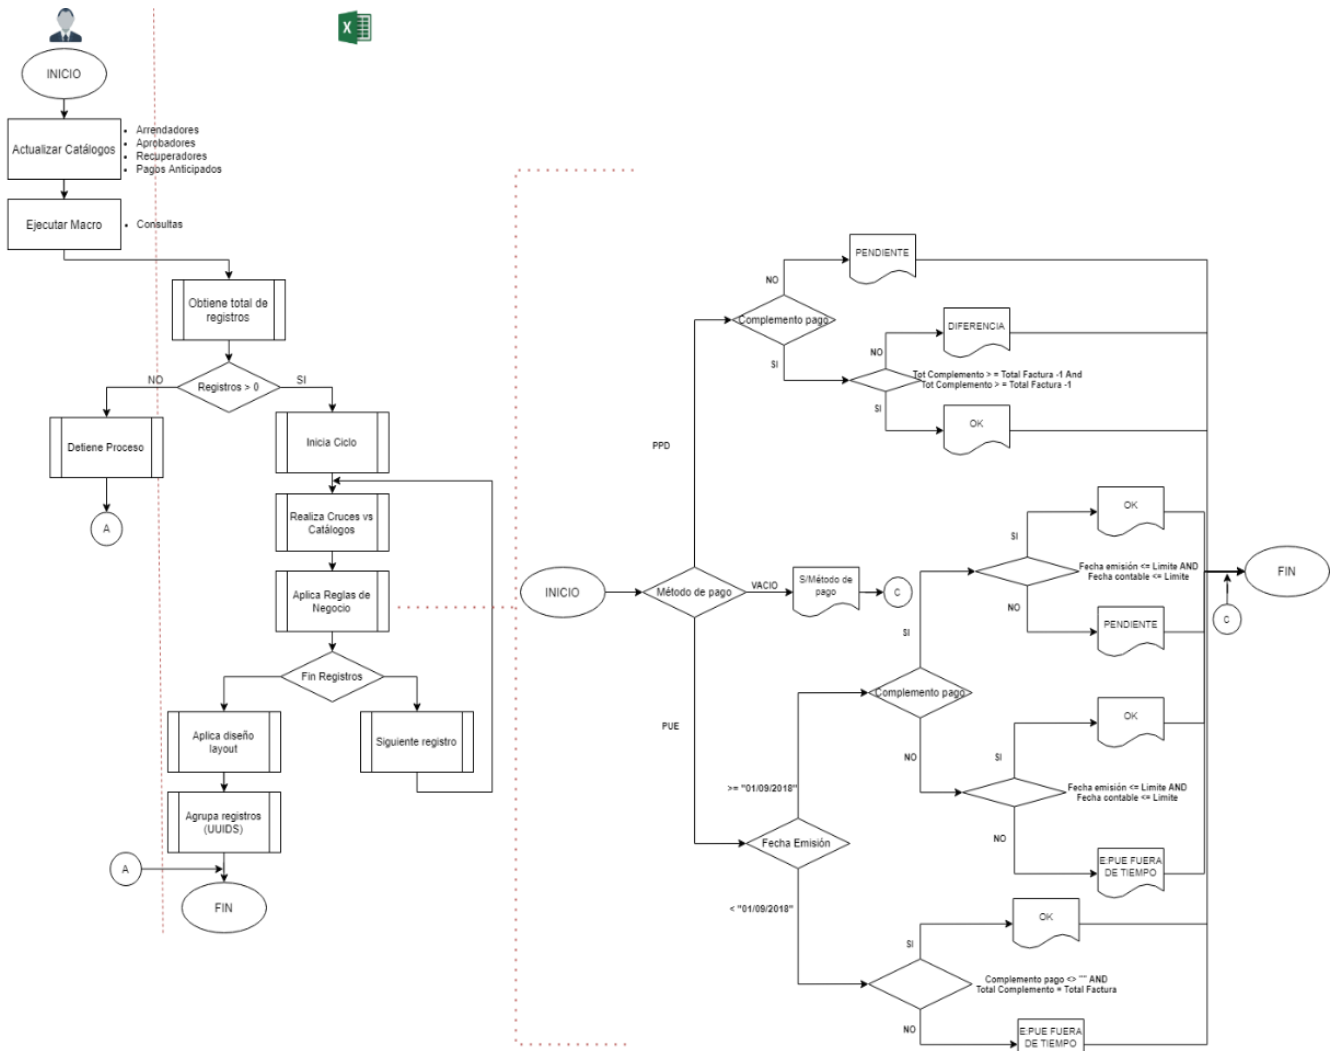 X
INICIO
Actualizar Catálogos
Arrendadores
Aprobadores
Recuperadores
Pagos Anticipados
Ejecutar Macro
Consultas
Obtiene total de
registros
Registros > 0
NO
SI
Detiene Proceso
A
Inicia Ciclo
Realiza Cruces vs
Catálogos
Aplica Reglas de
Negocio
Fin Registros
Aplica diseño
layout
Siguiente registro
Agrupa registros
(UUIDS)
A
FIN
INICIO
Método de pago
PPD
VACIO
PUE
S/Método de
pago
C
Complemento pago
NO
PENDIENTE
SI
Tot Complemento > = Total Factura -1 And
Tot Complemento > = Total Factura -1
NO
DIFERENCIA
SI
OK
Fecha Emisión
>= "01/09/2018"
< "01/09/2018"
Complemento pago
SI
Fecha emisión <= Limite AND
Fecha contable <= Limite
SI
OK
NO
PENDIENTE
NO
Fecha emisión <= Limite AND
Fecha contable <= Limite
SI
OK
NO
E:PUE FUERA
DE TIEMPO
Complemento pago <> "" AND
Total Complemento = Total Factura
SI
OK
NO
E:PUE FUERA
DE TIEMPO
C
FIN